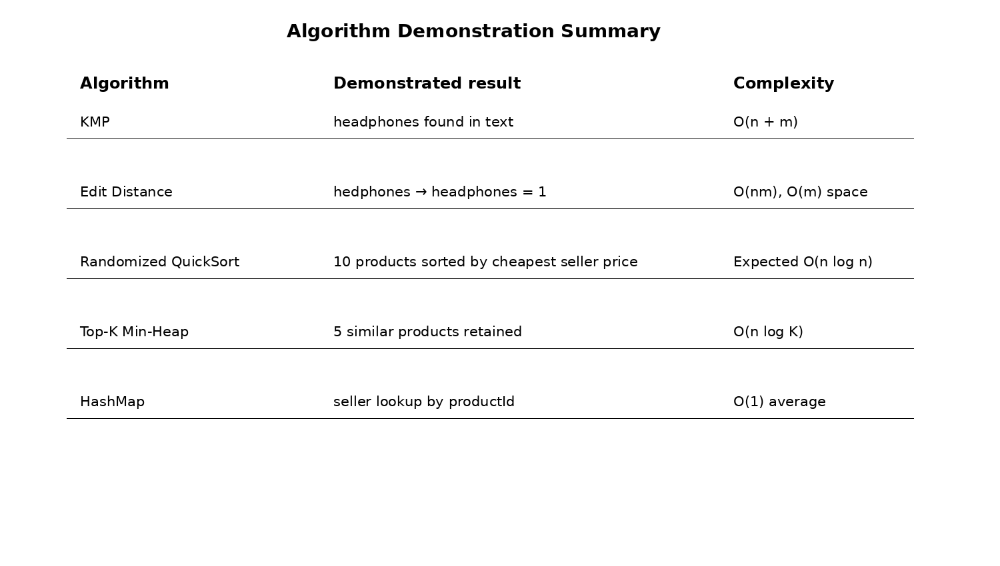 Algorithm Demonstration Summary
Algorithm Demonstrated result Complexity
KMP headphones found in text O(n + m)
Edit Distance hedphones → headphones = 1 O(nm), O(m) space
Randomized QuickSort 10 products sorted by cheapest seller price Expected O(n log n)
Top-K Min-Heap 5 similar products retained O(n log K)
HashMap seller lookup by productId O(1) average